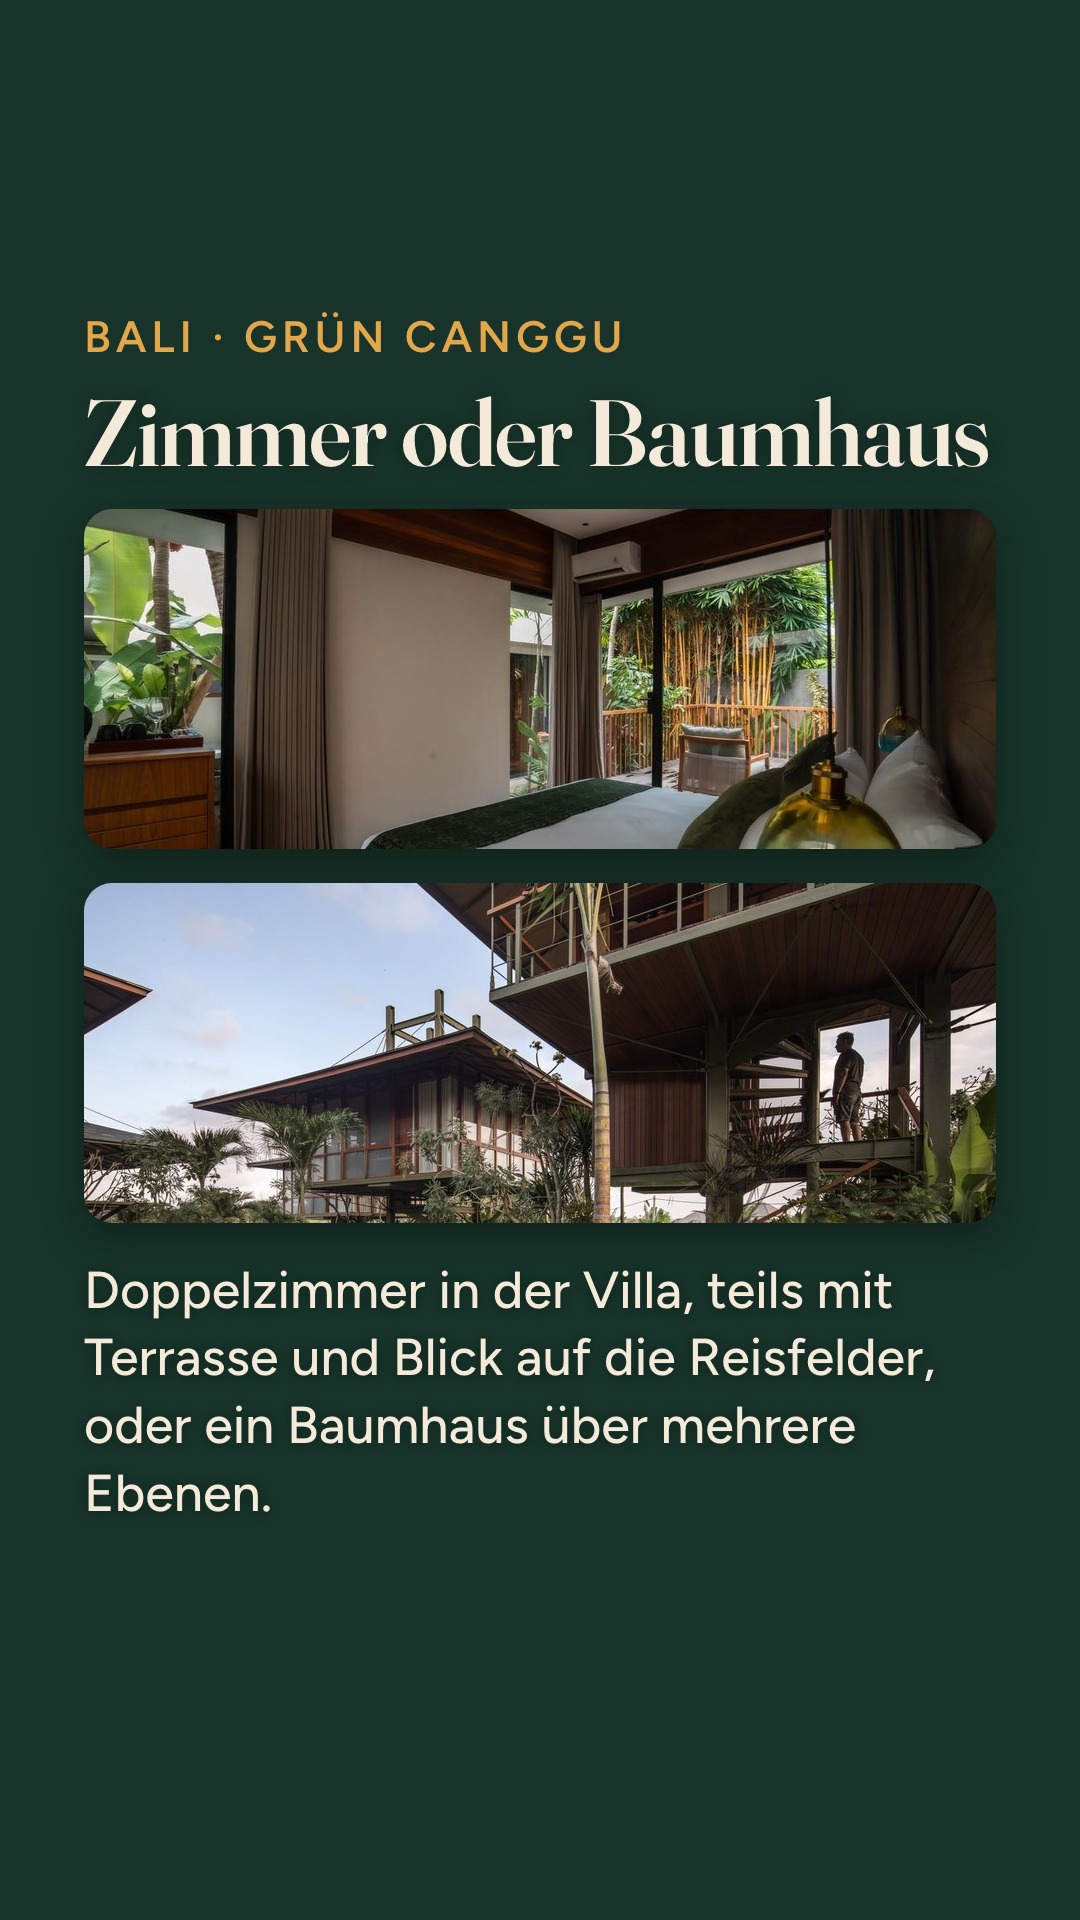 BALI · GRÜN CANGGU
Zimmer oder Baumhaus
Doppelzimmer in der Villa, teils mit
Terrasse und Blick auf die Reisfelder,
oder ein Baumhaus über mehrere
Ebenen.